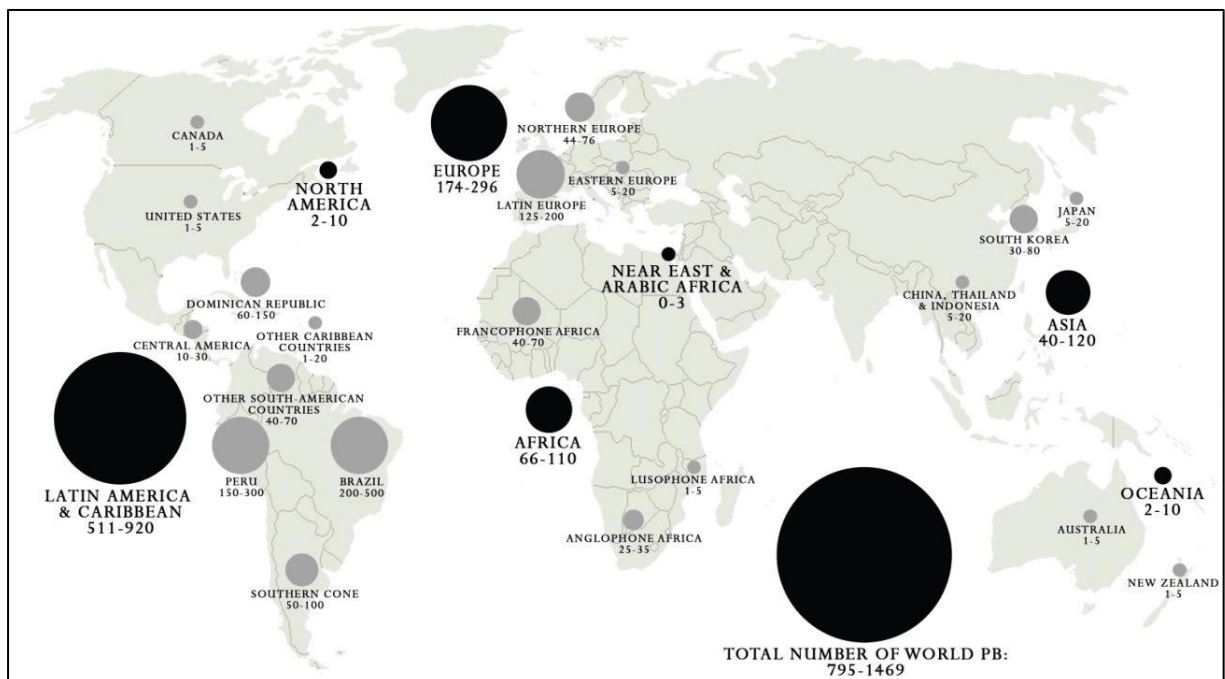 CANADA
1-5
NORTH
AMERICA
2-10
UNITED STATES
1-5
EUROPE
174-296
NORTHERN EUROPE
44-76
EASTERN EUROPE
5-20
LATIN EUROPE
125-200
JAPAN
5-20
SOUTH KOREA
30-80
DOMINICAN REPUBLIC
60-150
NEAR EAST &
ARABIC AFRICA
0-3
CHINA, THAILAND
& INDONESIA
5-20
ASIA
40-120
CENTRAL AMERICA
10-30
OTHER CARIBBEAN
COUNTRIES
1-20
FRANCOPHONE AFRICA
40-70
OTHER SOUTH-AMERICAN
COUNTRIES
40-70
LATIN AMERICA
& CARIBBEAN
511-920
PERU
150-300
BRAZIL
200-500
AFRICA
66-110
LUSOPHONE AFRICA
1-5
OCEANIA
2-10
ANGLOPHONE AFRICA
25-35
AUSTRALIA
1-5
SOUTHERN CONE
50-100
NEW ZEALAND
1-5
TOTAL NUMBER OF WORLD PB:
795-1469